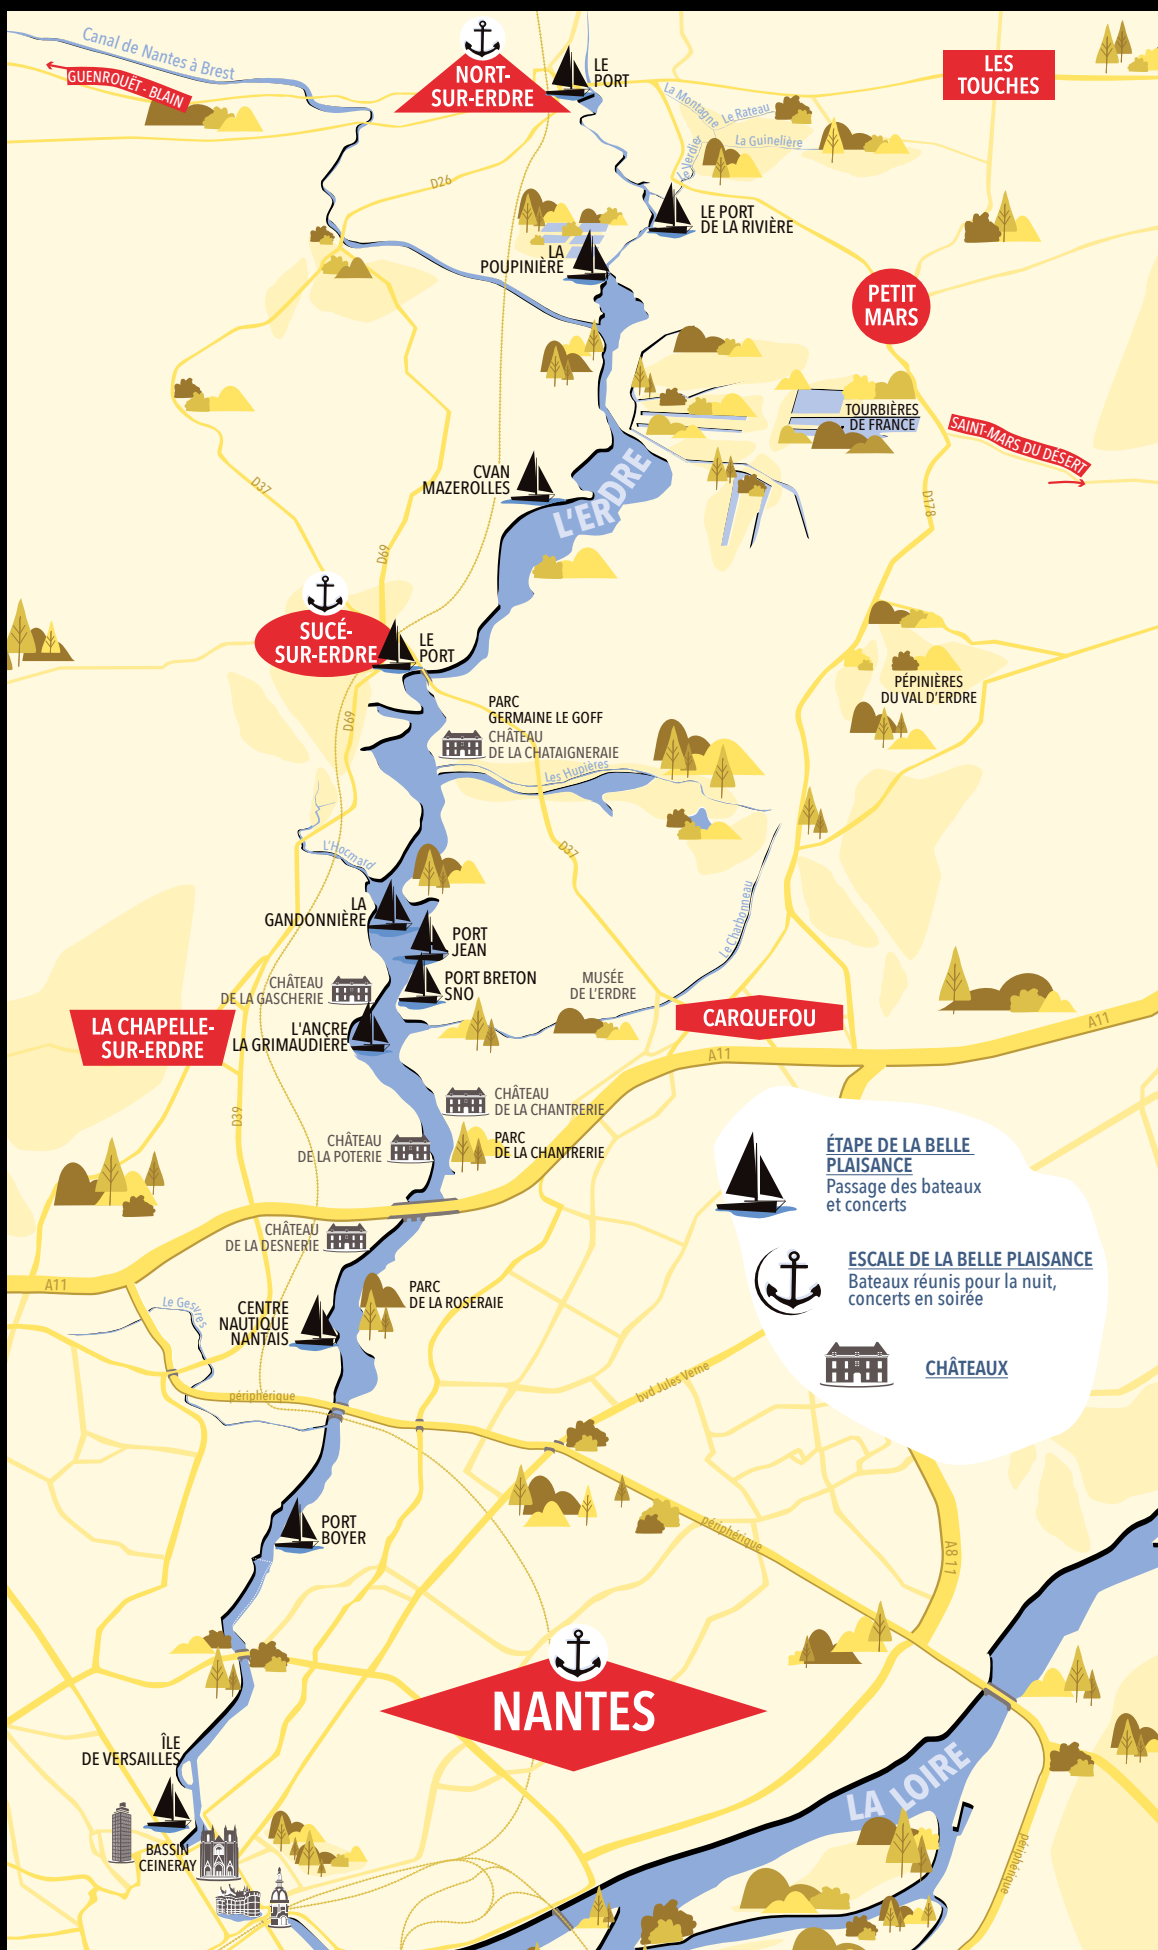 Canal de Nantes à Brest
GUENROUËT - BLAIN
NORT-
SUR-ERDRE
LE
PORT
LES
TOUCHES
La Montagne
Le Rateau
La Guinelière
Le Verdier
D26
LE PORT
DE LA RIVIÈRE
LA
POUPINIÈRE
PETIT
MARS
TOURBIÈRES
DE FRANCE
SAINT-MARS DU DÉSERT
CVAN
MAZEROLLES
L'ERDRE
D37
D178
D69
SUCÉ-
SUR-ERDRE
LE
PORT
PÉPINIÈRES
DU VAL D'ERDRE
D69
PARC
GERMAINE LE GOFF
CHÂTEAU
DE LA CHATAIGNERAIE
Les Hupières
L'Hocmard
D37
LA
GANDONNIÈRE
Le Charbonneau
PORT
JEAN
CHÂTEAU
DE LA GASCHERIE
PORT BRETON
SNO
MUSÉE
DE L'ERDRE
LA CHAPELLE-
SUR-ERDRE
L'ANCRE
LA GRIMAUDIÈRE
CARQUEFOU
A11
A11
D39
CHÂTEAU
DE LA CHANTRERIE
CHÂTEAU
DE LA POTERIE
PARC
DE LA CHANTRERIE
ÉTAPE DE LA BELLE
PLAISANCE
Passage des bateaux
et concerts
CHÂTEAU
DE LA DESNERIE
ESCALE DE LA BELLE PLAISANCE
Bateaux réunis pour la nuit,
concerts en soirée
CHÂTEAUX
A11
Le Gesvres
CENTRE
NAUTIQUE
NANTAIS
PARC
DE LA ROSERAIE
périphérique
bvd Jules Verne
PORT
BOYER
périphérique
A811
NANTES
ÎLE
DE VERSAILLES
LA LOIRE
BASSIN
CEINERAY
périphérique